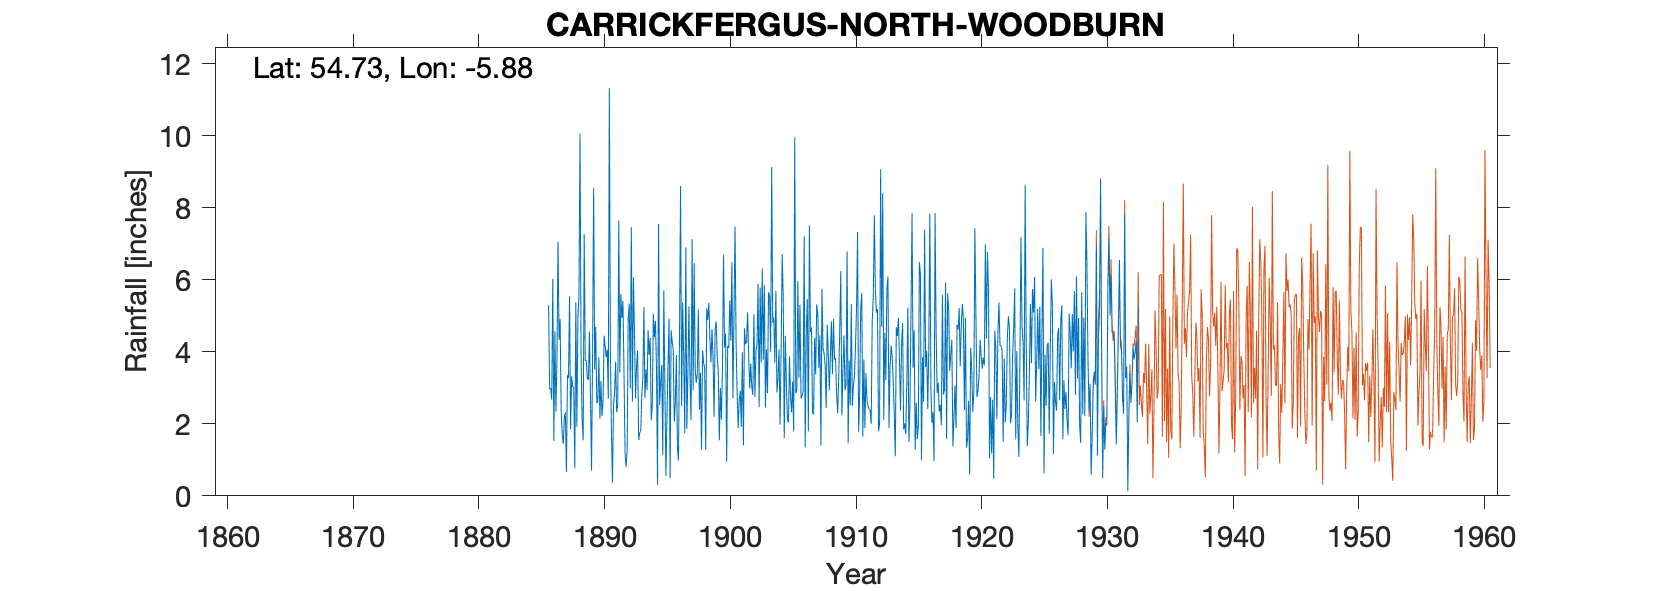 CARRICKFERGUS-NORTH-WOODBURN
Lat: 54.73, Lon: -5.88
12
10
8
6
4
2
0
Rainfall [inches]
1860 1870 1880 1890 1900 1910 1920 1930 1940 1950 1960
Year